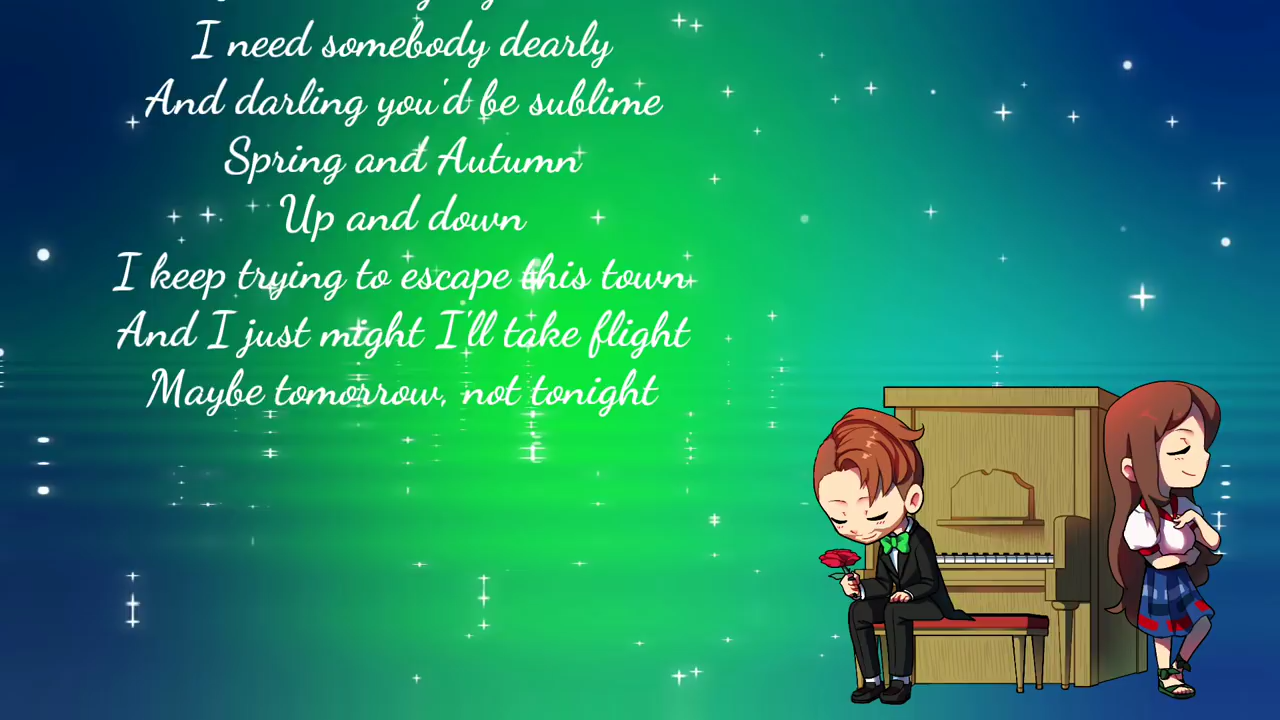 I need somebody dearly
And darling you'd be sublime
Spring and Autumn
Up and down
I keep trying to escape this town
And I just might I'll take flight
Maybe tomorrow, not tonight